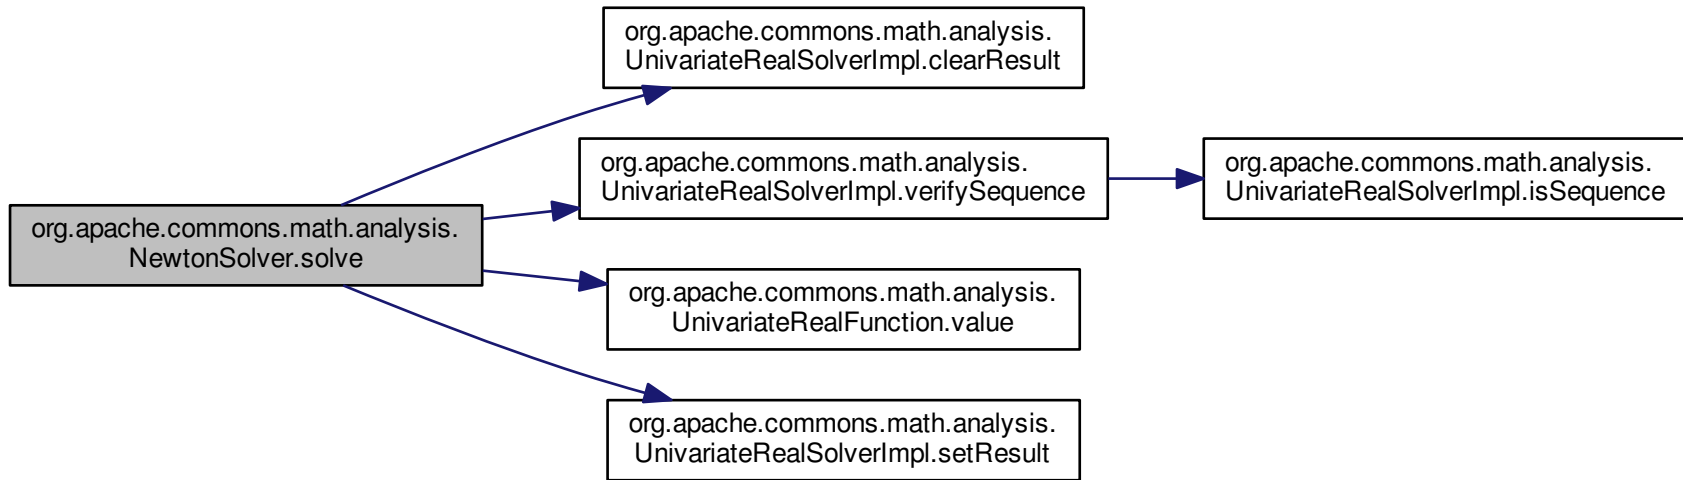 org.apache.commons.math.analysis.
UnivariateRealSolverImpl.clearResult
org.apache.commons.math.analysis.
UnivariateRealSolverImpl.verifySequence
org.apache.commons.math.analysis.
UnivariateRealSolverImpl.isSequence
org.apache.commons.math.analysis.
NewtonSolver.solve
org.apache.commons.math.analysis.
UnivariateRealFunction.value
org.apache.commons.math.analysis.
UnivariateRealSolverImpl.setResult